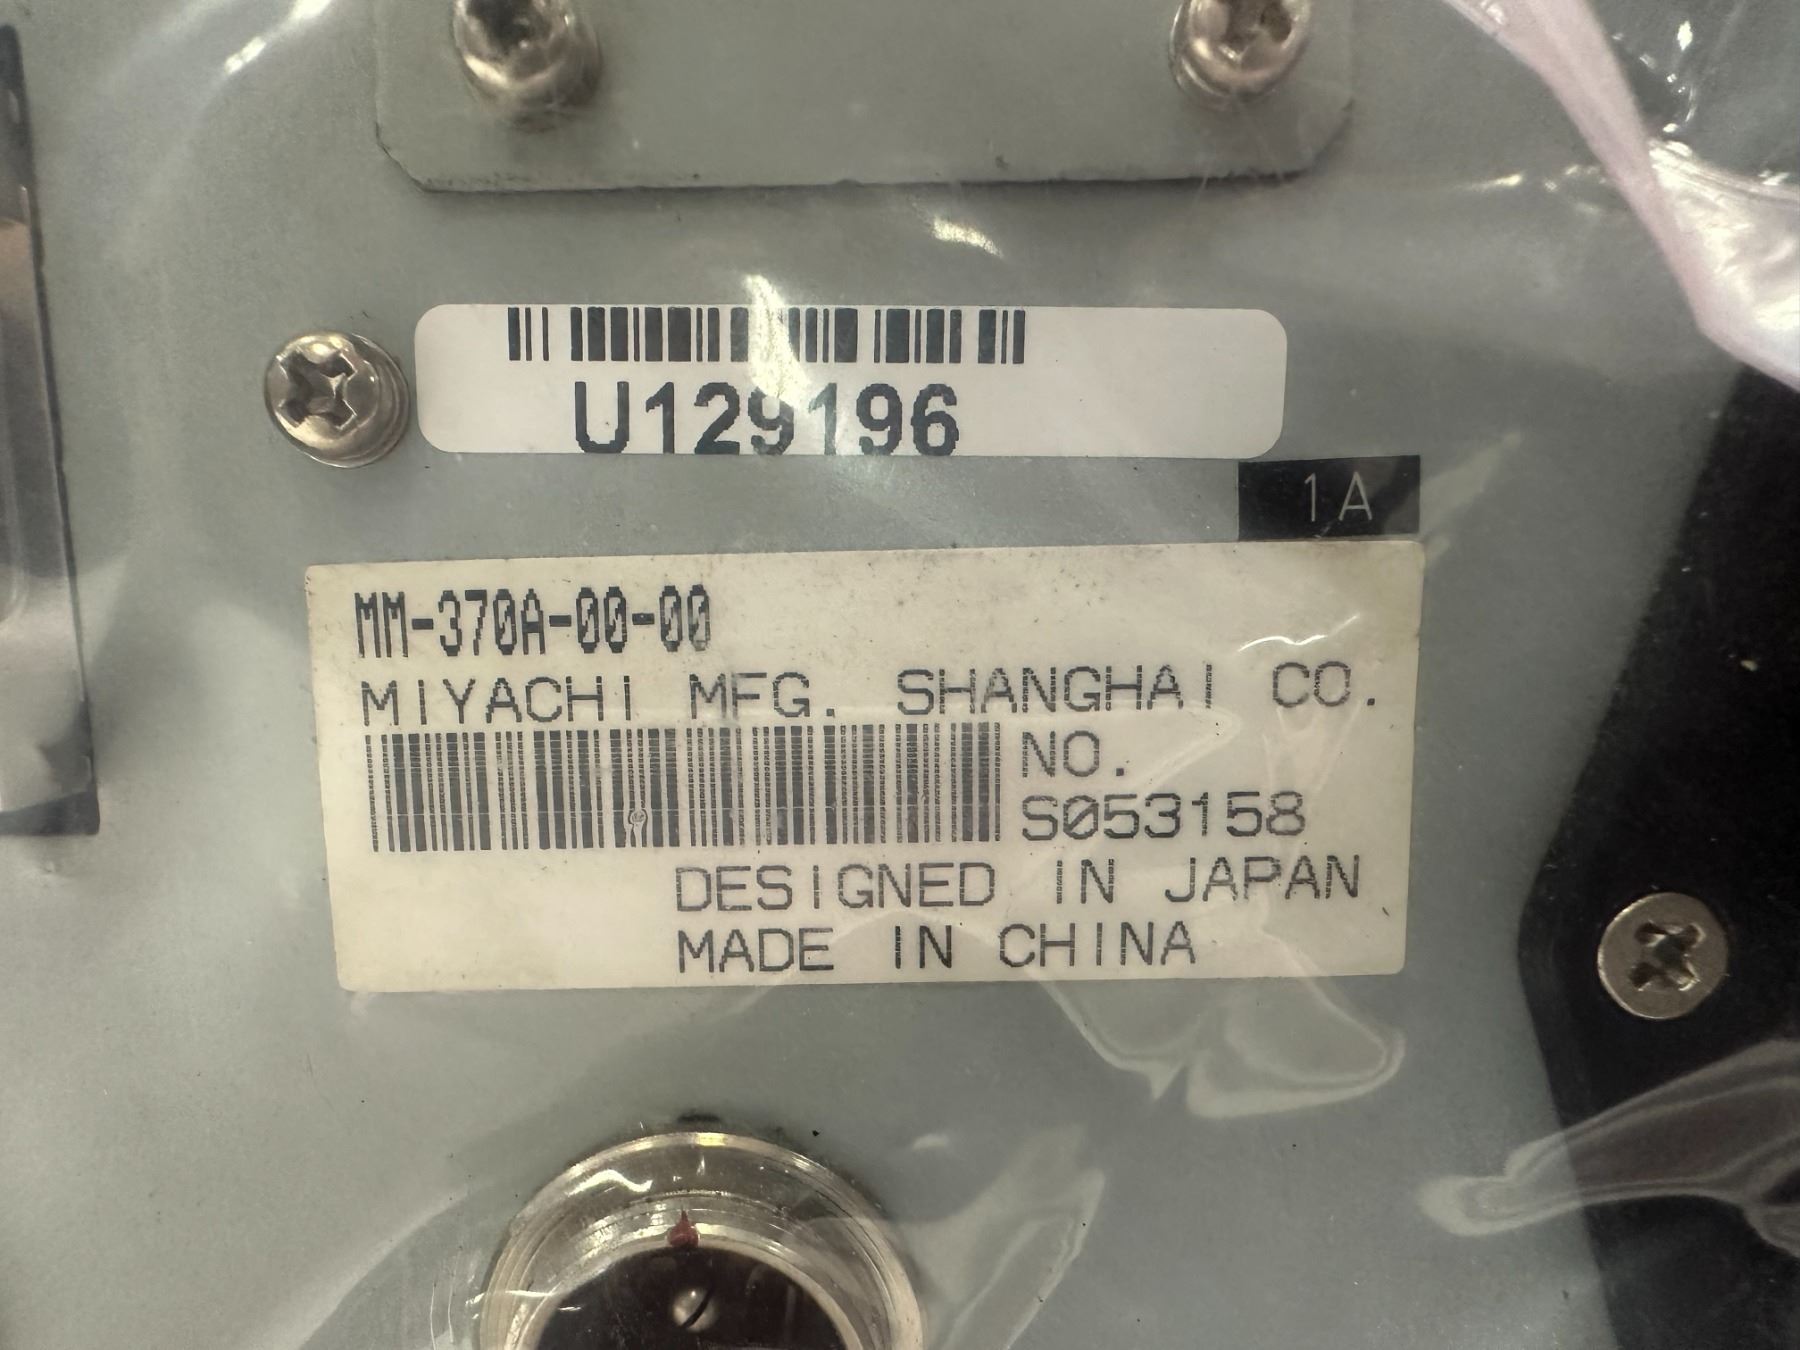 U129196
1A
MM-370A-00-00
MIYACHI MFG. SHANGHAI CO.
NO.
S053158
DESIGNED IN JAPAN
MADE IN CHINA